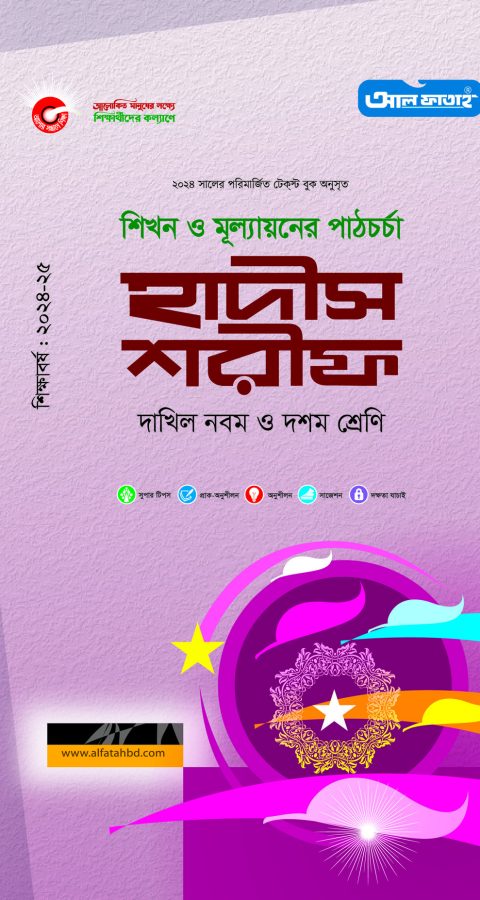 আলোকিত মানুষের লক্ষ্যে
শিক্ষার্থীদের কল্যাণে
আল ফাতাহ®
২০২৪ সালের পরিমার্জিত টেক্সট বুক অনুসৃত
শিখন ও মূল্যায়নের পাঠচর্চা
হাদীস
শরীফ
দাখিল নবম ও দশম শ্রেণি
শিক্ষাবর্ষ : ২০২৪-২৫
সুপার টিপস প্রাক-অনুশীলন অনুশীলন সাজেশন দক্ষতা যাচাই
www.alfatahbd.com